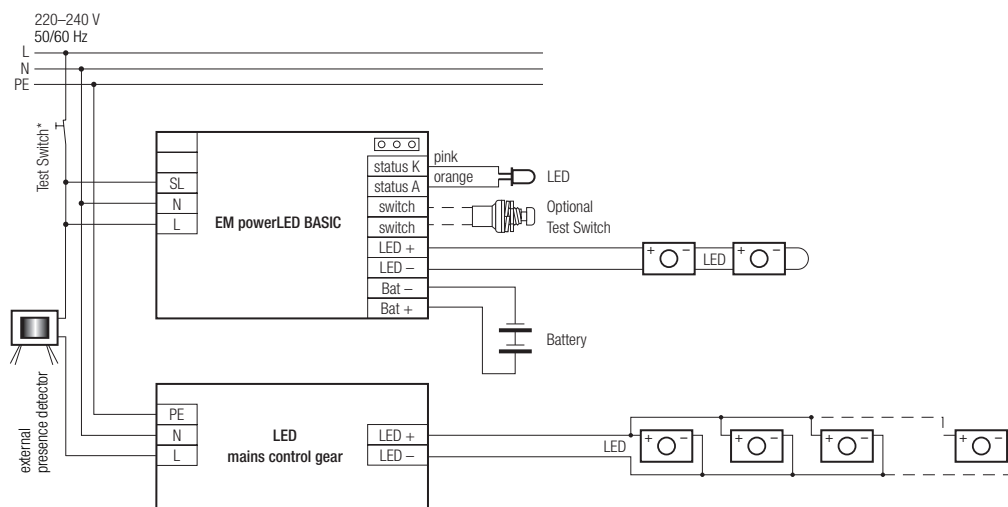 220–240 V
50/60 Hz
L
N
PE
Test Switch*
SL
N
L
EM powerLED BASIC
status K
status A
switch
switch
LED +
LED –
Bat –
Bat +
pink
orange
LED
Optional
Test Switch
+ –
LED
+ –
Battery
external
presence detector
PE
N
L
LED
mains control gear
LED +
LED –
LED
+ –
+ –
+ –
+ –